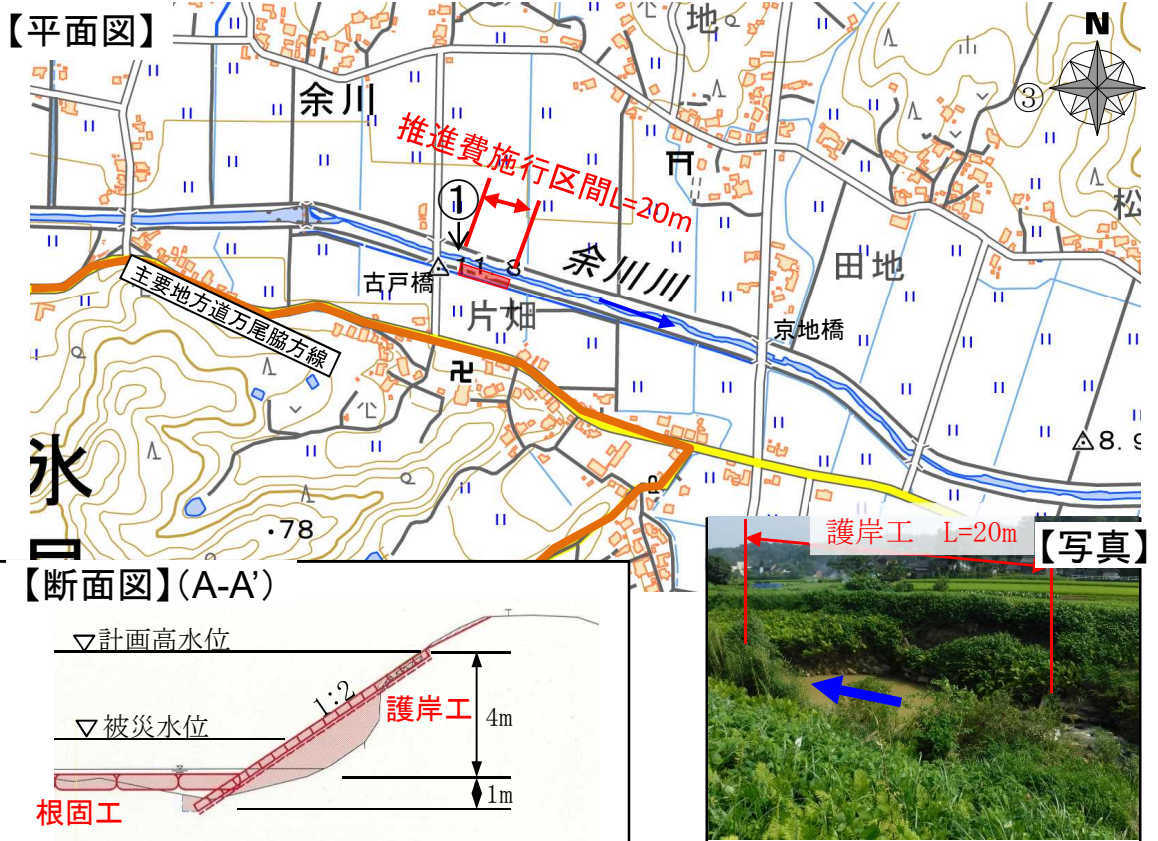 【平面図】
N
地
余川
③
推進費施行区間L=20m
①
松
11.8
余川川
田地
古戸橋
片畑
京地橋
主要地方道万尾脇方線
卍
8.9
氷
見
・78
護岸工 L=20m
【写真】
【断面図】(A-A')
▽計画高水位
1:2
護岸工
4m
▽被災水位
1m
根固工